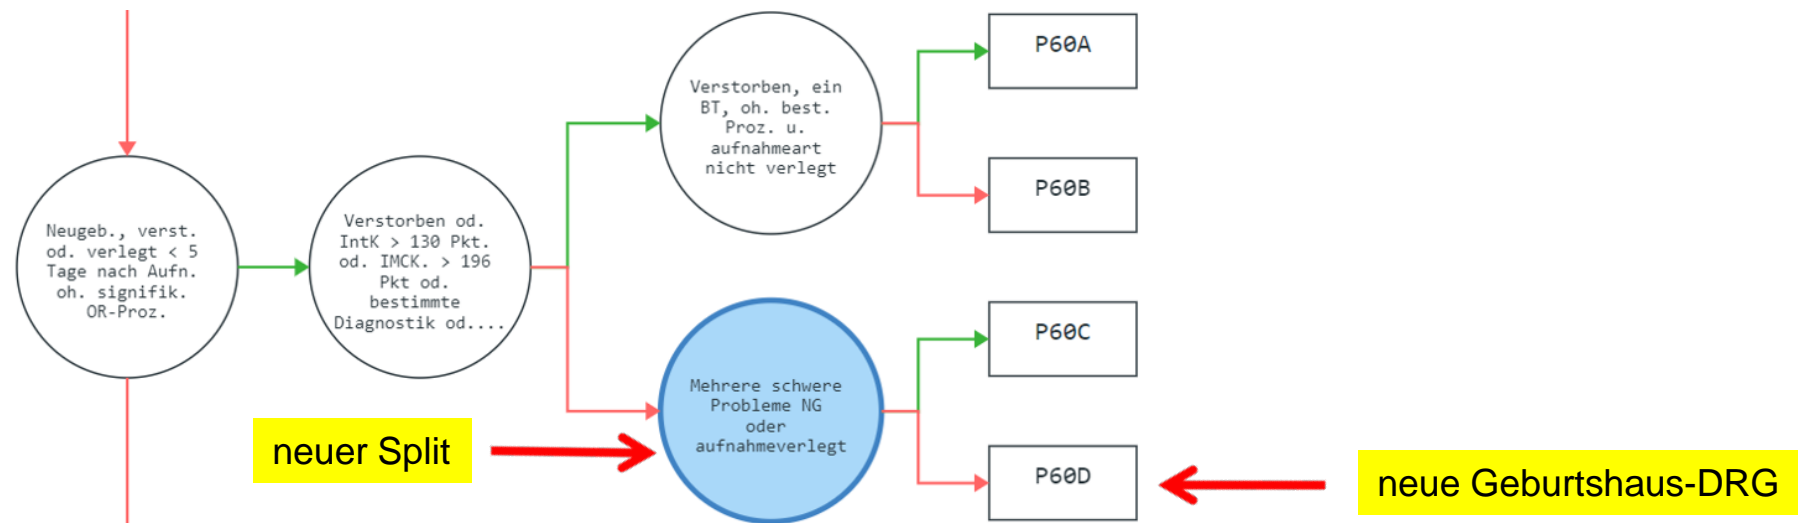 Neugeb., verst.
od. verlegt < 5
Tage nach Aufn.
oh. signifik.
OR-Proz.
Verstorben od.
IntK > 130 Pkt.
od. IMCK. > 196
Pkt od.
bestimmte
Diagnostik od....
Verstorben, ein
BT, oh. best.
Proz. u.
aufnahmeart
nicht verlegt
P60A
P60B
Mehrere schwere
Probleme NG
oder
aufnahmeverlegt
P60C
P60D
neuer Split
neue Geburtshaus-DRG